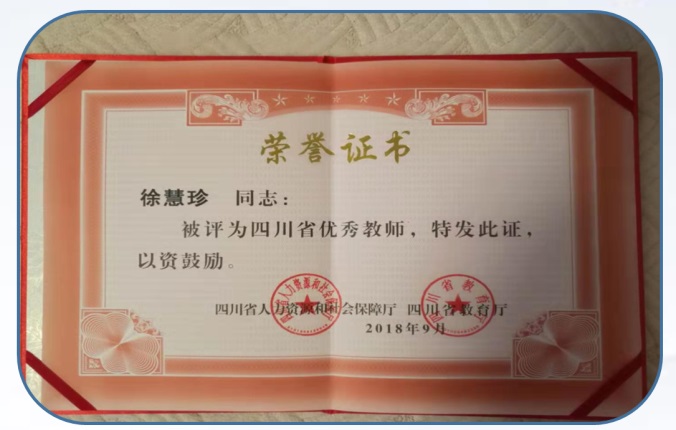 荣誉证书
徐慧珍 同志：
被评为四川省优秀教师，特发此证，
以资鼓励。
四川省人力资源和社会保障厅 四川省教育厅
2018年9月